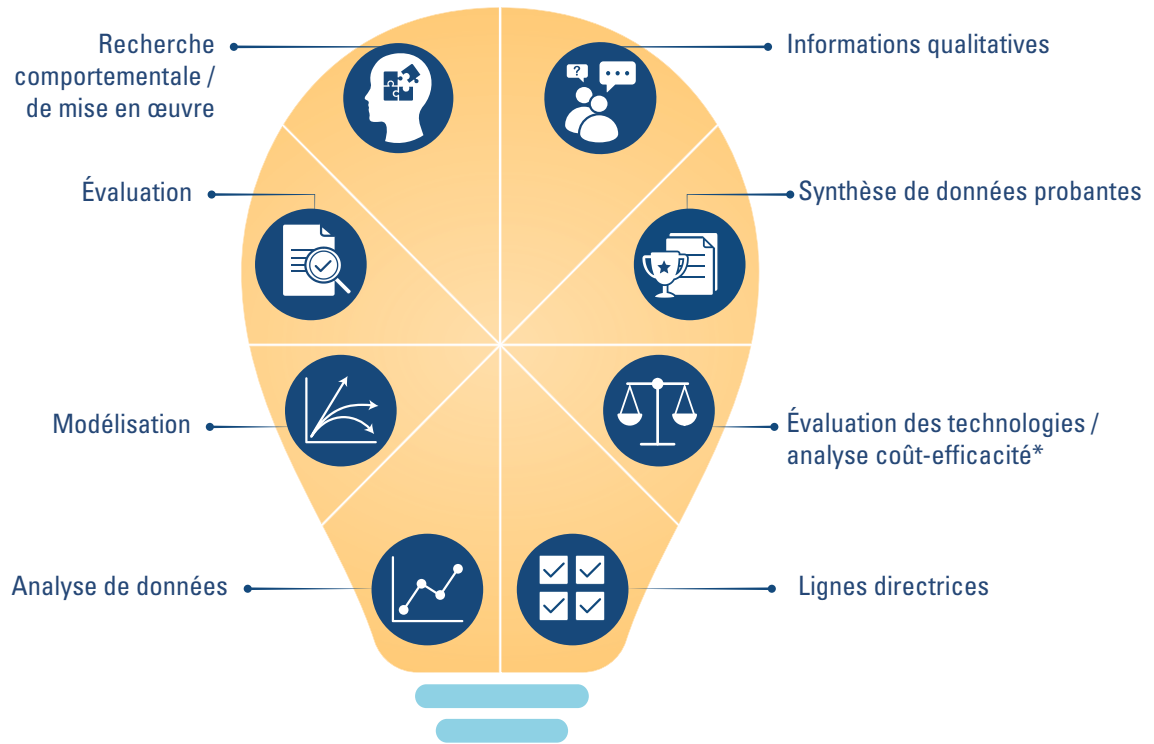 Recherche
comportementale /
de mise en œuvre
Informations qualitatives
?
Évaluation
Synthèse de données probantes
Modélisation
Évaluation des technologies /
analyse coût-efficacité*
Analyse de données
Lignes directrices